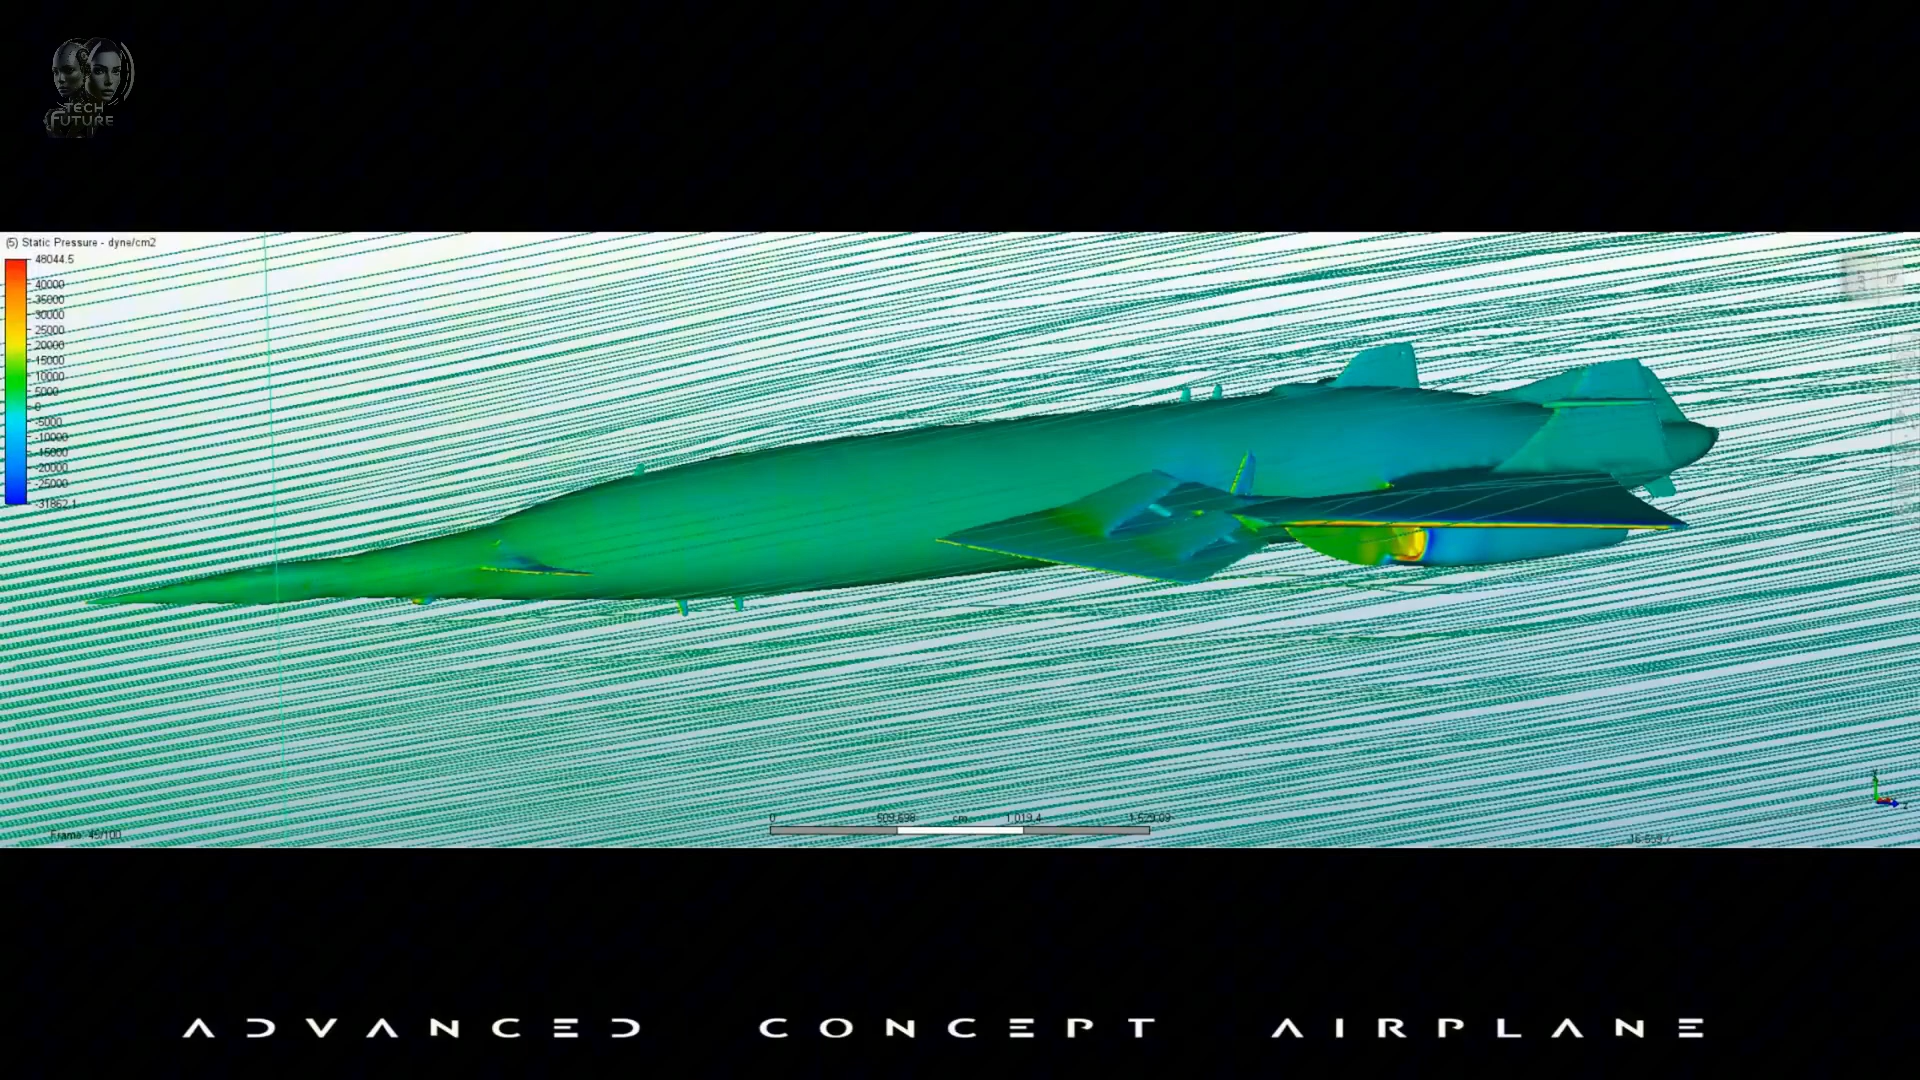 TECH
FUTURE
(5) Static Pressure - dyne/cm2
48044.5
40000
35000
30000
25000
20000
15000
10000
5000
0
-5000
-10000
-15000
-20000
-25000
-31862.1
Frame: 45/100
0 509.698 cm 1,019.4 1,529.09
ADVANCED CONCEPT AIRPLANE